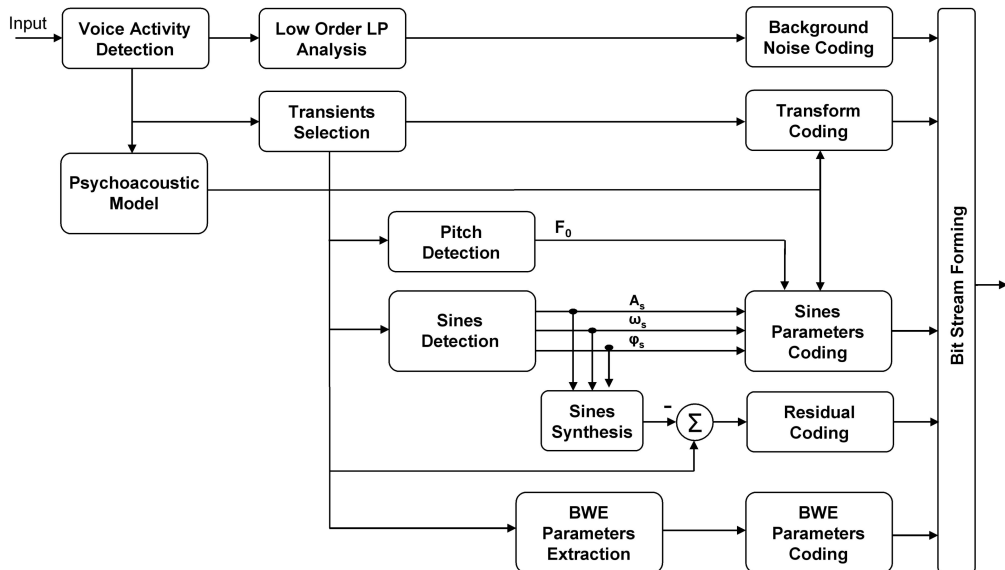 Input
Voice Activity
Detection
Low Order LP
Analysis
Background
Noise Coding
Transients
Selection
Transform
Coding
Psychoacoustic
Model
Pitch
Detection
F₀
Sines
Detection
Aₛ
ωₛ
φₛ
Sines
Parameters
Coding
Sines
Synthesis
-
Σ
Residual
Coding
BWE
Parameters
Extraction
BWE
Parameters
Coding
Bit Stream Forming